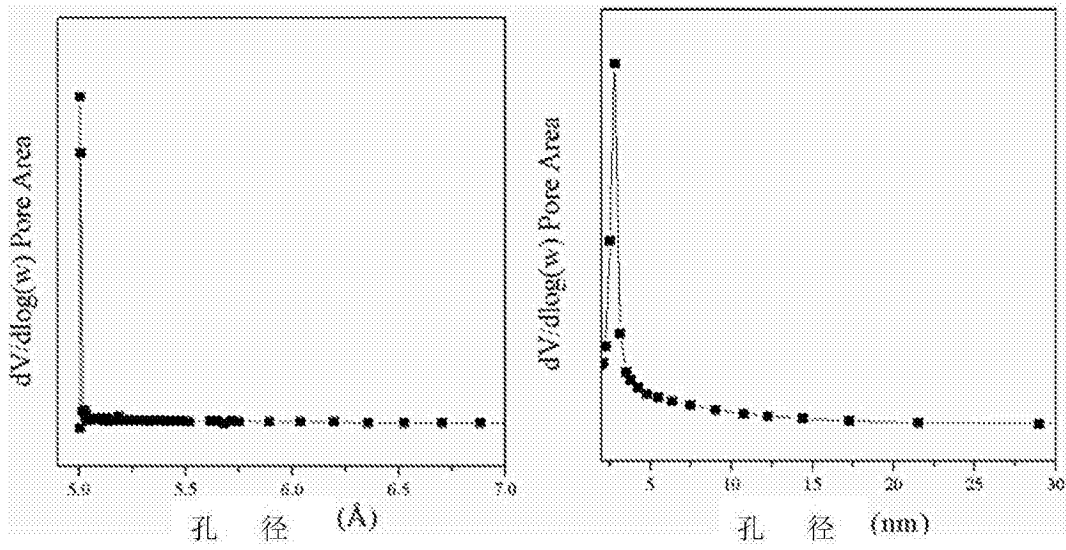 dV/dlog(w) Pore Area
5.0 5.5 6.0 6.5 7.0
孔 径 (Å)
dV/dlog(w) Pore Area
5 10 15 20 25 30
孔 径 (nm)